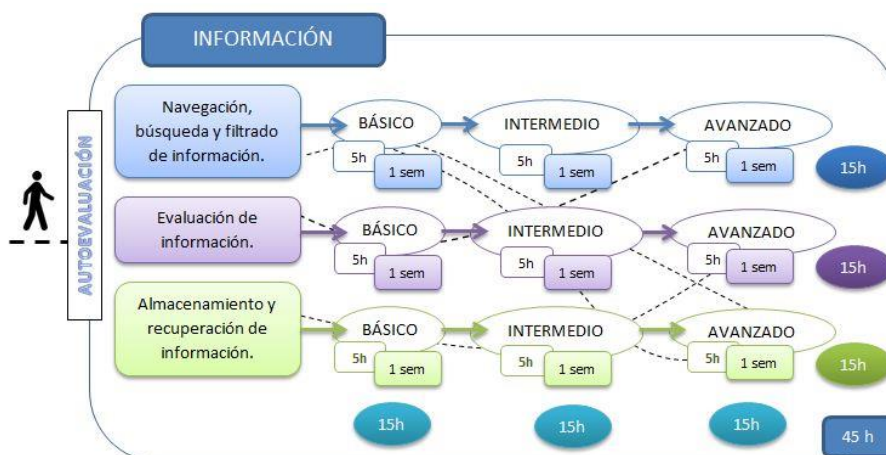 INFORMACIÓN
AUTOEVALUACIÓN
Navegación,
búsqueda y filtrado
de información.
BÁSICO
5h
1 sem
INTERMEDIO
5h
1 sem
AVANZADO
5h
1 sem
15h
Evaluación de
información.
BÁSICO
5h
1 sem
INTERMEDIO
5h
1 sem
AVANZADO
5h
1 sem
15h
Almacenamiento y
recuperación de
información.
BÁSICO
5h
1 sem
INTERMEDIO
5h
1 sem
AVANZADO
5h
1 sem
15h
15h
15h
15h
45 h